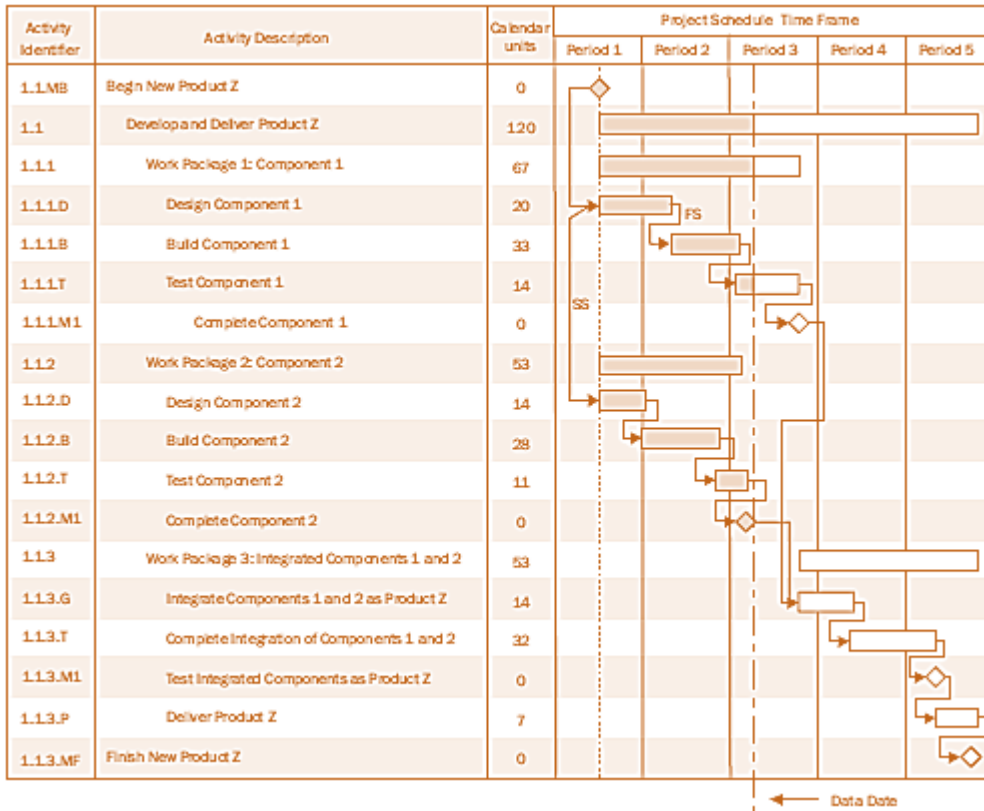 Activity Identifier Activity Description Calendar units Project Schedule Time Frame
Period 1 Period 2 Period 3 Period 4 Period 5
1.1.MB Begin New Product Z 0
1.1 Develop and Deliver Product Z 120
1.1.1 Work Package 1: Component 1 67
1.1.1.D Design Component 1 20
FS
1.1.1.B Build Component 1 33
1.1.1.T Test Component 1 14
SS
1.1.1.M1 Complete Component 1 0
1.1.2 Work Package 2: Component 2 53
1.1.2.D Design Component 2 14
1.1.2.B Build Component 2 28
1.1.2.T Test Component 2 11
1.1.2.M1 Complete Component 2 0
1.1.3 Work Package 3: Integrated Components 1 and 2 53
1.1.3.G Integrate Components 1 and 2 as Product Z 14
1.1.3.T Complete Integration of Components 1 and 2 32
1.1.3.M1 Test Integrated Components as Product Z 0
1.1.3.P Deliver Product Z 7
1.1.3.MF Finish New Product Z 0
Data Date